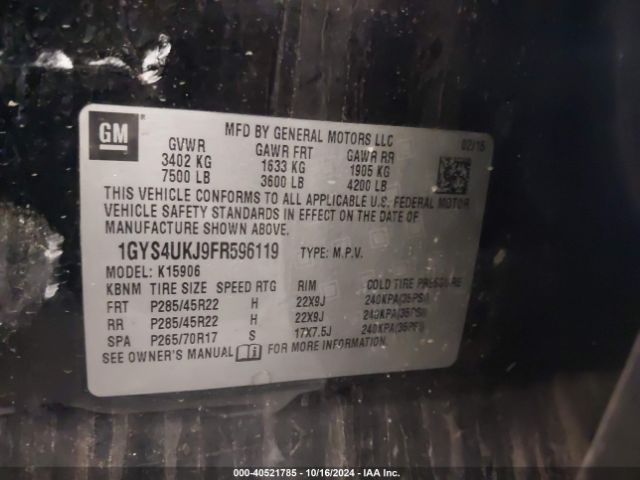 GM
MFD BY GENERAL MOTORS LLC
02/15
GVWR GAWR FRT GAWR RR
3402 KG 1633 KG 1905 KG
7500 LB 3600 LB 4200 LB
THIS VEHICLE CONFORMS TO ALL APPLICABLE U.S. FEDERAL MOTOR
VEHICLE SAFETY STANDARDS IN EFFECT ON THE DATE OF
MANUFACTURE SHOWN ABOVE.
1GYS4UKJ9FR596119 TYPE: M.P.V.
MODEL: K15906
KBNM TIRE SIZE SPEED RTG RIM COLD TIRE PRESSURE
FRT P285/45R22 H 22X9J 240KPA(35PSI)
RR P285/45R22 H 22X9J 240KPA(35PSI)
SPA P265/70R17 S 17X7.5J 240KPA(35PSI)
SEE OWNER'S MANUAL FOR MORE INFORMATION.
000-40521785 | 10/16/2024 | IAA Inc.